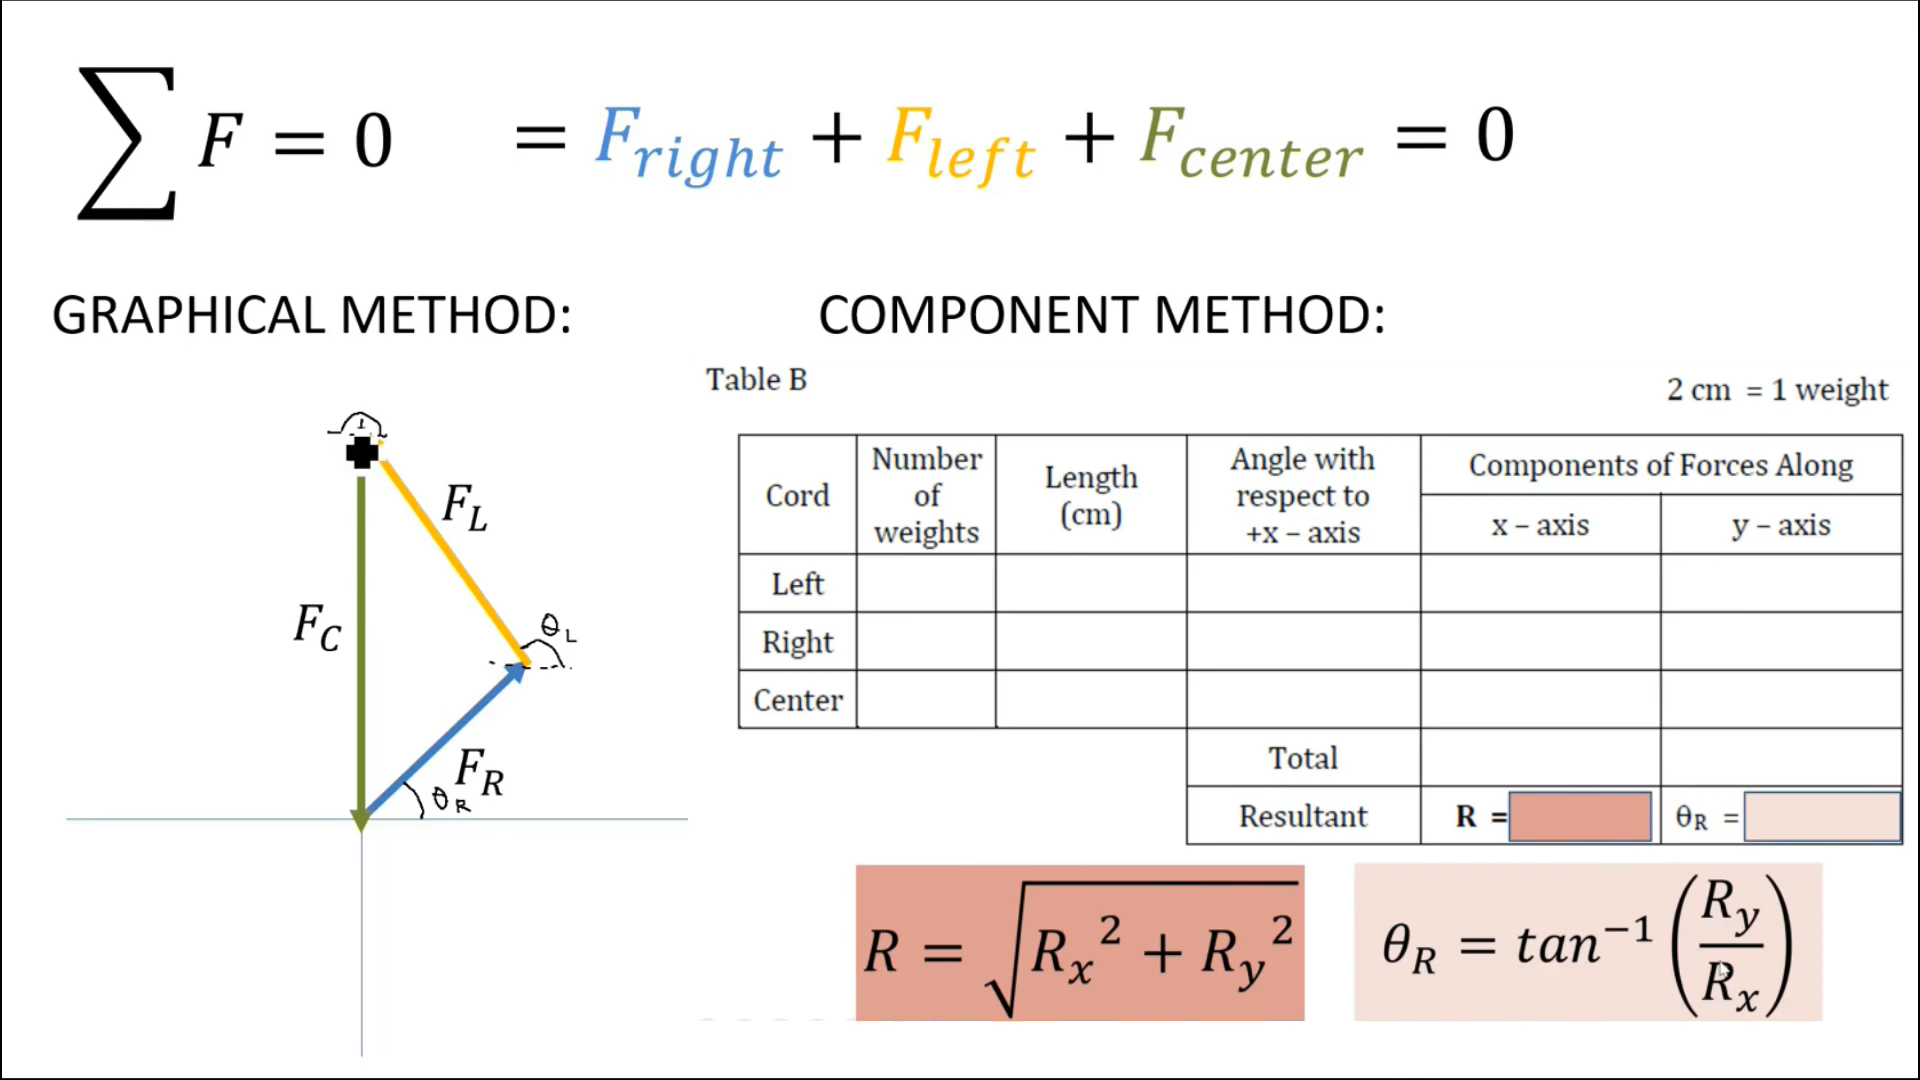 ∑ F = 0 = F_right + F_left + F_center = 0
GRAPHICAL METHOD:
COMPONENT METHOD:
Table B
2 cm = 1 weight
Cord
Number of weights
Length (cm)
Angle with respect to +x – axis
Components of Forces Along
x – axis
y – axis
Left
Right
Center
Total
Resultant R = θ_R =
F_L
F_C
θ_L
F_R
θ_R
R = √(R_x² + R_y²)
θ_R = tan⁻¹ (R_y / R_x)